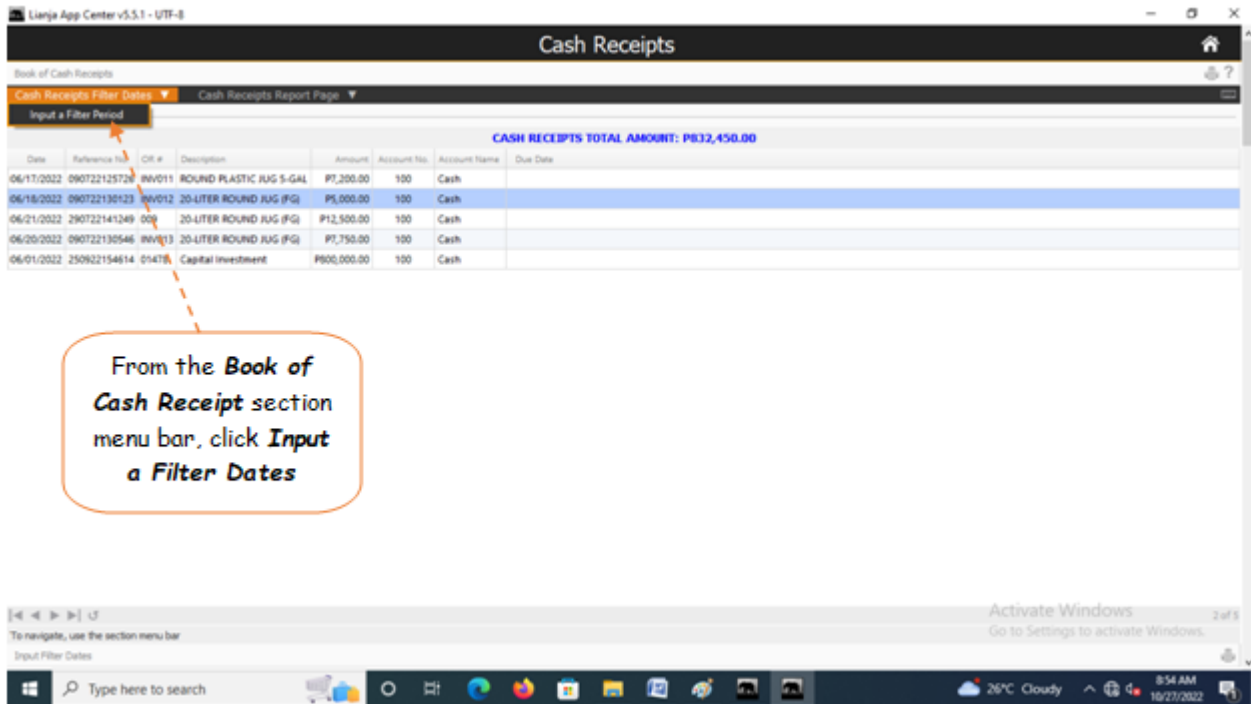 Lianja App Center v5.5.1 - UTF-8
Cash Receipts
Book of Cash Receipts
?
Cash Receipts Filter Dates ▼ Cash Receipts Report Page ▼
Input a Filter Period
CASH RECEIPTS TOTAL AMOUNT: P832,450.00
Date Reference No. OR # Description Amount Account No. Account Name Due Date
06/17/2022 090722125726 INV011 ROUND PLASTIC JUG 5-GAL P7,200.00 100 Cash
06/18/2022 090722130123 INV012 20-LITER ROUND JUG (FG) P5,000.00 100 Cash
06/21/2022 290722141249 009 20-LITER ROUND JUG (FG) P12,500.00 100 Cash
06/20/2022 090722130546 INV013 20-LITER ROUND JUG (FG) P7,750.00 100 Cash
06/01/2022 250922154614 Capital Investment P800,000.00 100 Cash
From the Book of
Cash Receipt section
menu bar, click Input
a Filter Dates
Activate Windows
2 of 5
To navigate, use the section menu bar
Go to Settings to activate Windows.
Input Filter Dates
Type here to search
26°C Cloudy
8:54 AM
10/27/2022